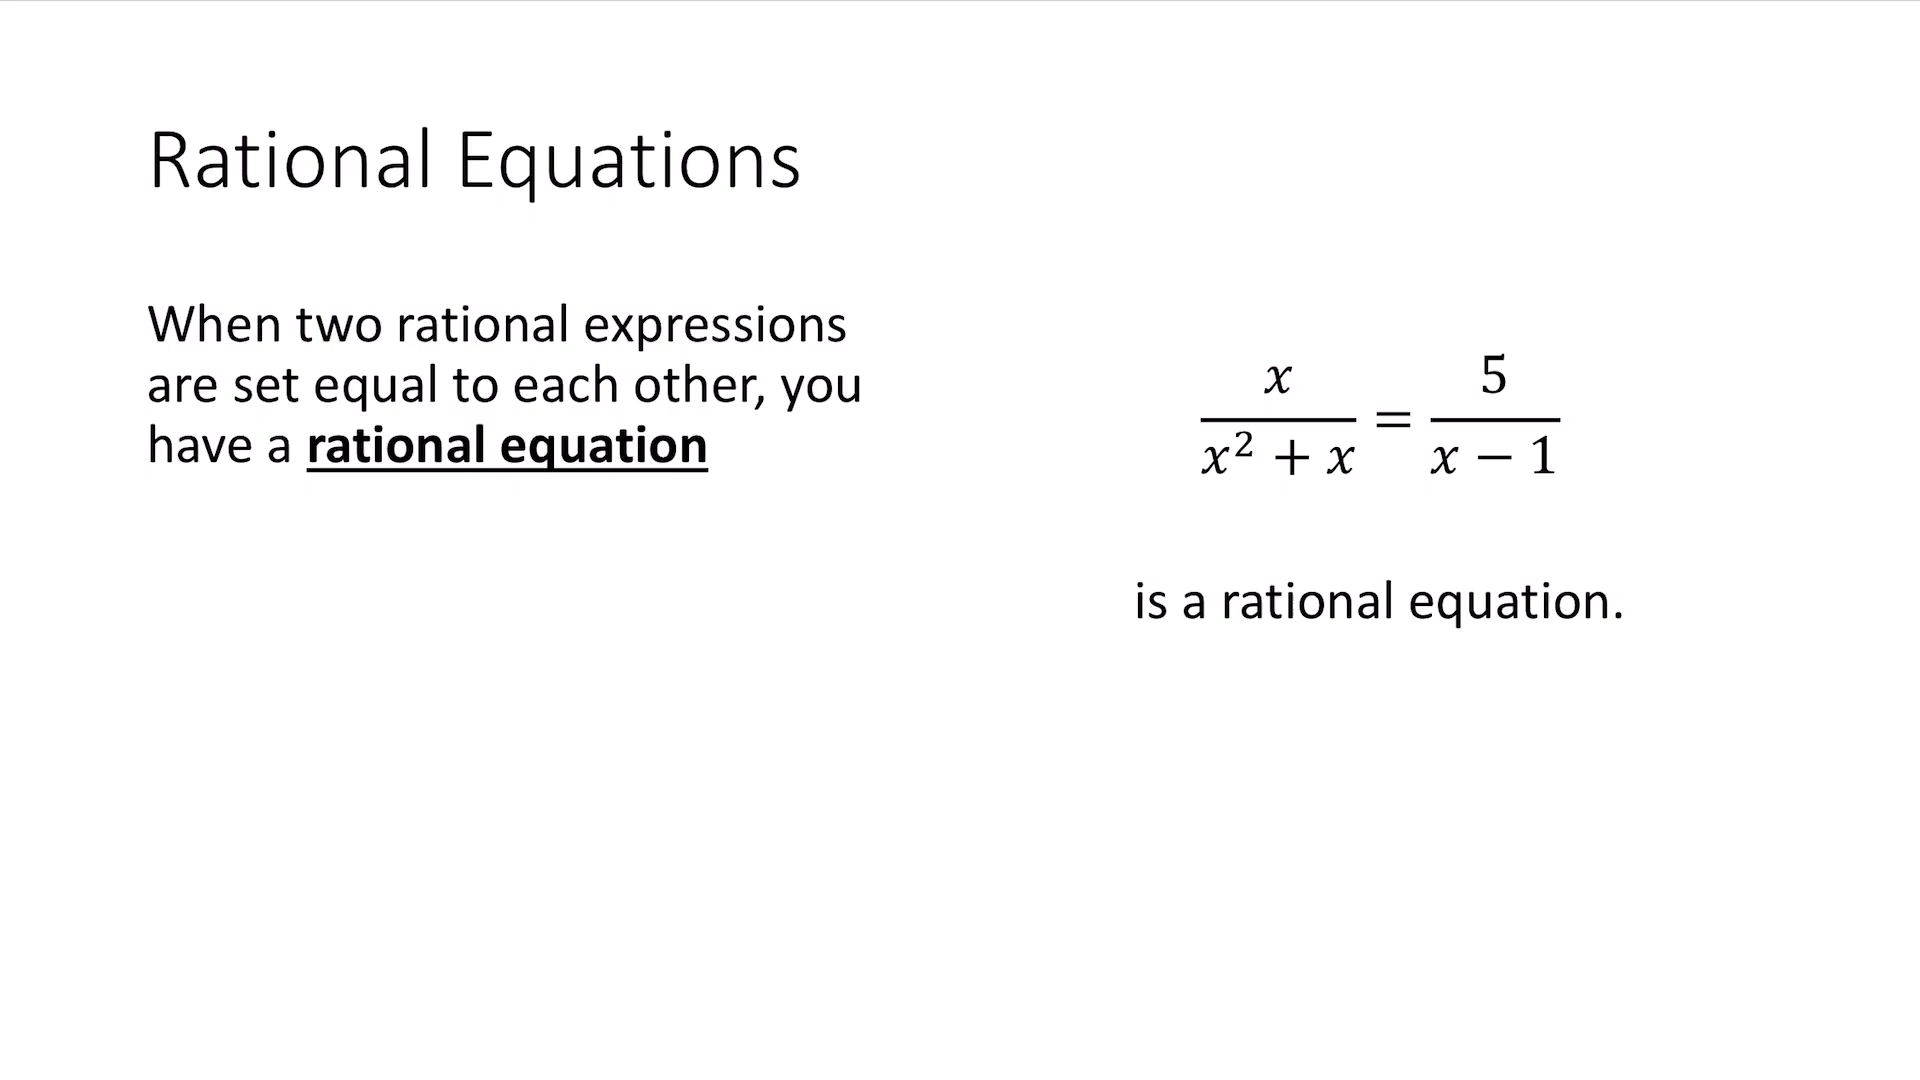 Rational Equations
When two rational expressions
are set equal to each other, you
have a rational equation
x/(x² + x) = 5/(x − 1)
is a rational equation.